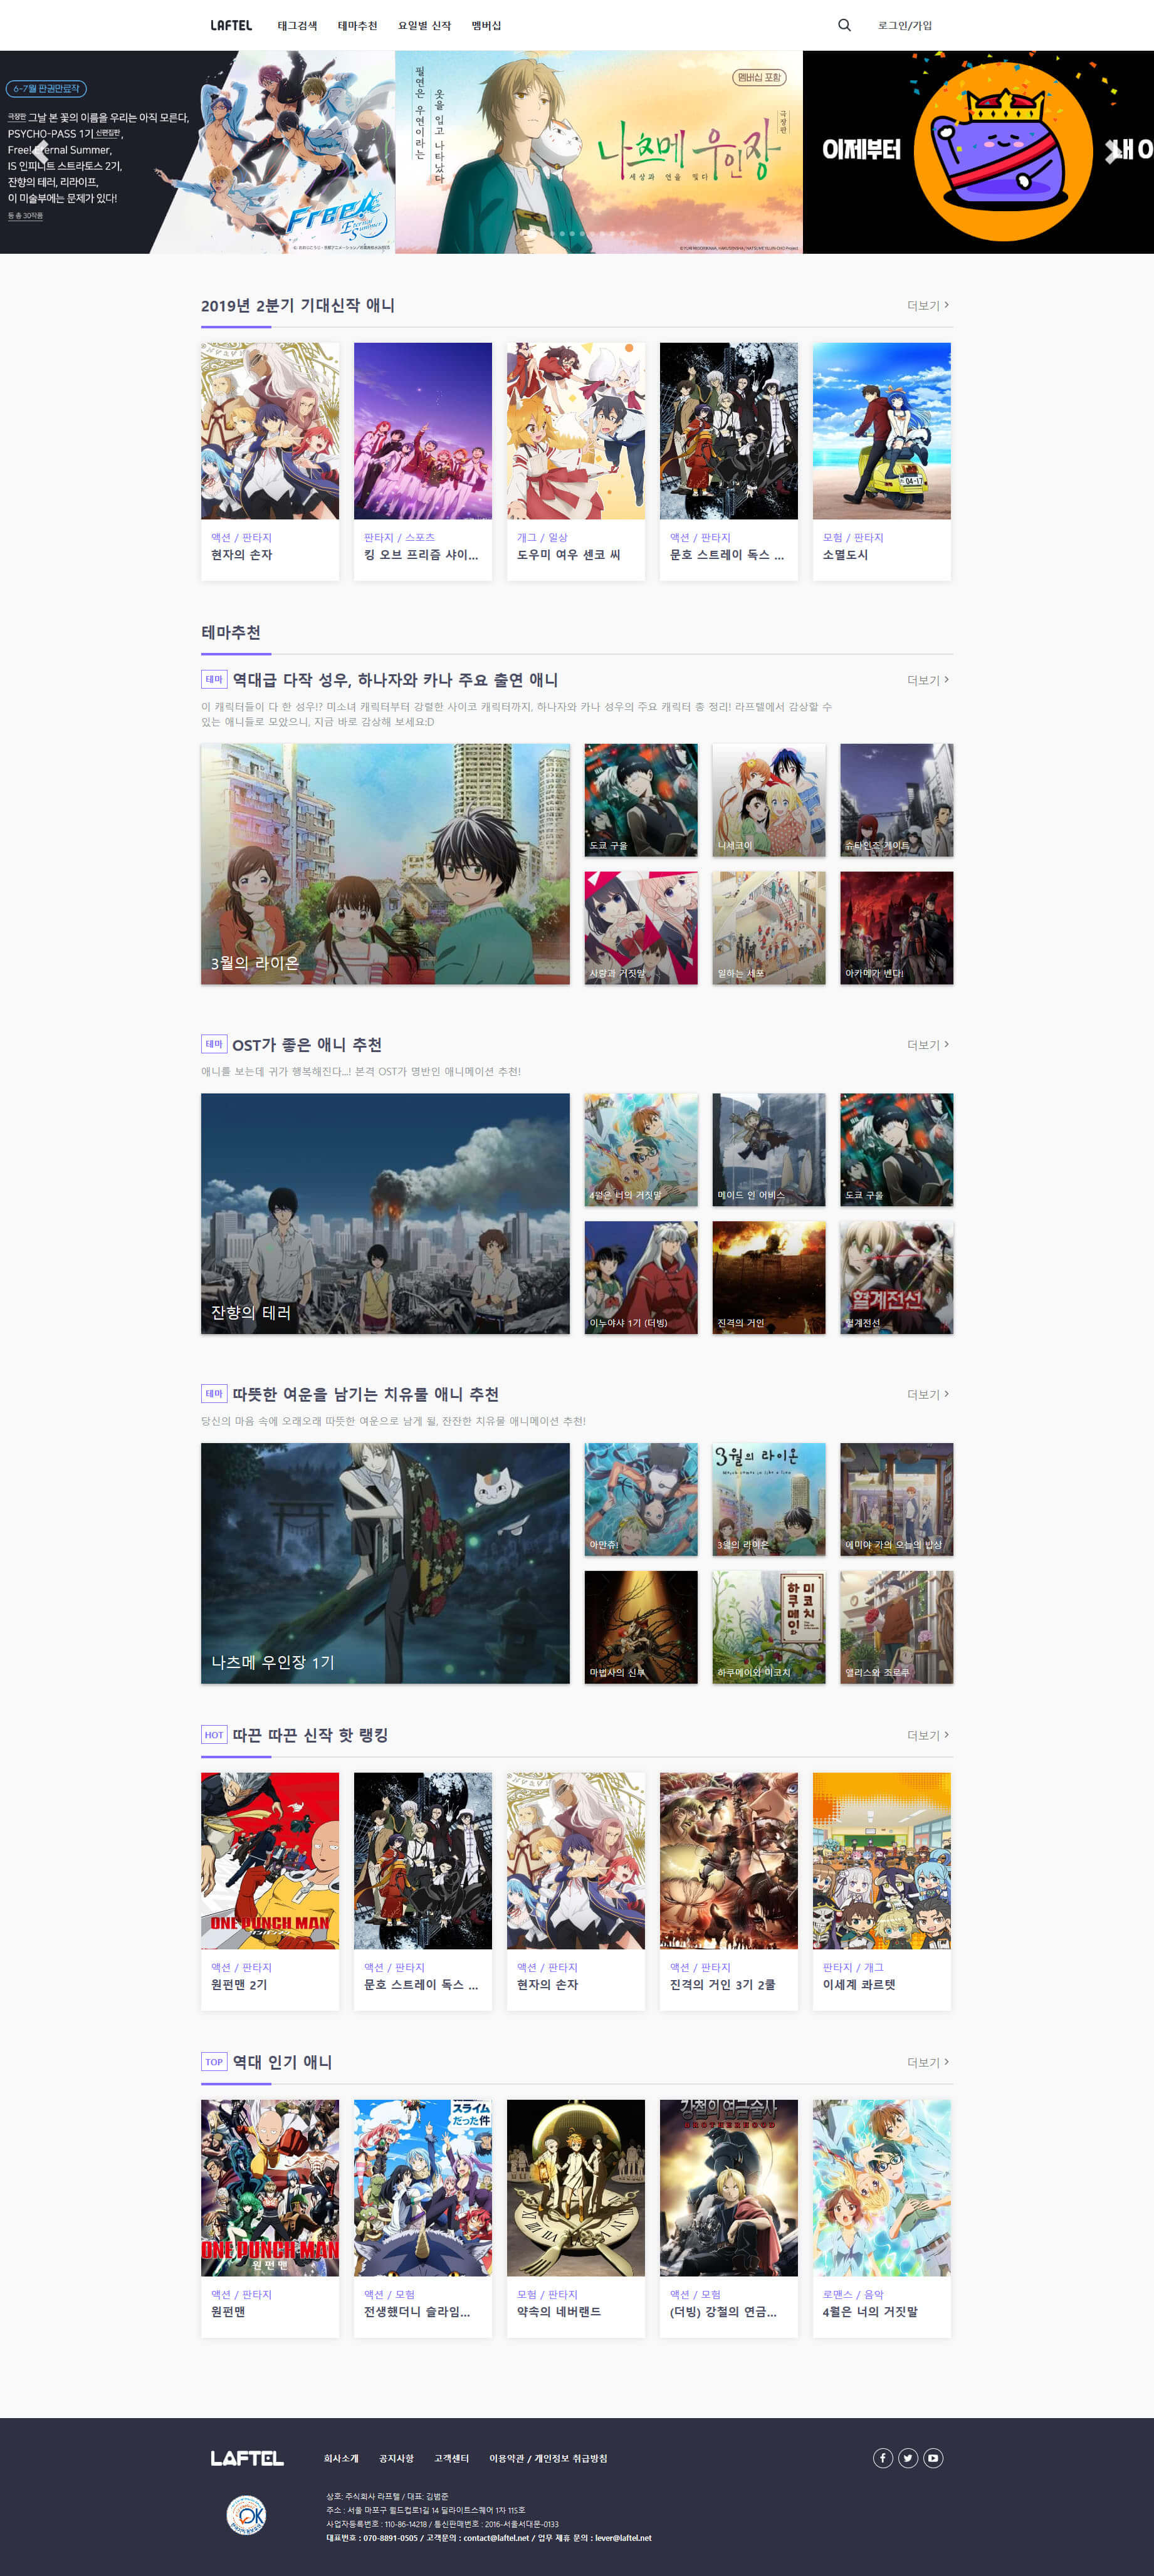 LAFTEL
태그검색
테마추천
요일별 신작
멤버십
로그인/가입
6-7월 판권만료작
극장판 그날 본 꽃의 이름을 우리는 아직 모른다,
PSYCHO-PASS 1기 신편집판,
Free! Eternal Summer,
IS 인피니트 스트라토스 2기,
잔향의 테러, 리라이프,
이 미술부에는 문제가 있다!
등 총 30작품
Free!
Eternal Summer
필연은 우연이라는
옷을 입고 나타났다
멤버십 포함
극장판
나츠메 우인장
세상과 연을 맺다
이제부터
내 0
2019년 2분기 기대신작 애니
더보기 >
액션 / 판타지
현자의 손자
판타지 / 스포츠
킹 오브 프리즘 샤이...
개그 / 일상
도우미 여우 센코 씨
액션 / 판타지
문호 스트레이 독스 ...
모험 / 판타지
소멸도시
테마추천
테마 역대급 다작 성우, 하나자와 카나 주요 출연 애니
더보기 >
이 캐릭터들이 다 한 성우!? 미소녀 캐릭터부터 강렬한 사이코 캐릭터까지, 하나자와 카나 성우의 주요 캐릭터 총 정리! 라프텔에서 감상할 수
있는 애니들로 모았으니, 지금 바로 감상해 보세요:D
3월의 라이온
도쿄 구울
니세코이
슈타인즈 게이트
사랑과 거짓말
일하는 세포
아카메가 벤다!
테마 OST가 좋은 애니 추천
더보기 >
애니를 보는데 귀가 행복해진다...! 본격 OST가 명반인 애니메이션 추천!
잔향의 테러
4월은 너의 거짓말
메이드 인 어비스
도쿄 구울
이누야샤 1기 (더빙)
진격의 거인
혈계전선
혈계전선
테마 따뜻한 여운을 남기는 치유물 애니 추천
더보기 >
당신의 마음 속에 오래오래 따뜻한 여운으로 남게 될, 잔잔한 치유물 애니메이션 추천!
나츠메 우인장 1기
아만츄!
3월의 라이온
3월의 라이온
에미야 가의 오늘의 밥상
마법사의 신부
하쿠메이와 미코치
하쿠메이와 미코치
앨리스와 조로쿠
HOT 따끈 따끈 신작 핫 랭킹
더보기 >
ONE PUNCH MAN
액션 / 판타지
원펀맨 2기
액션 / 판타지
문호 스트레이 독스 ...
액션 / 판타지
현자의 손자
액션 / 판타지
진격의 거인 3기 2쿨
판타지 / 개그
이세계 콰르텟
TOP 역대 인기 애니
더보기 >
ONE PUNCH MAN
원펀맨
スライム
だった件
강철의 연금술사
BROTHERHOOD
액션 / 판타지
원펀맨
액션 / 모험
전생했더니 슬라임...
모험 / 판타지
약속의 네버랜드
액션 / 모험
(더빙) 강철의 연금...
로맨스 / 음악
4월은 너의 거짓말
LAFTEL
회사소개
공지사항
고객센터
이용약관 / 개인정보 취급방침
상호: 주식회사 라프텔 / 대표: 김범준
주소 : 서울 마포구 월드컵로1길 14 딜라이트스퀘어 1차 115호
사업자등록번호 : 110-86-14218 / 통신판매번호 : 2016-서울서대문-0133
대표번호 : 070-8891-0505 / 고객문의 : contact@laftel.net / 업무 제휴 문의 : lever@laftel.net